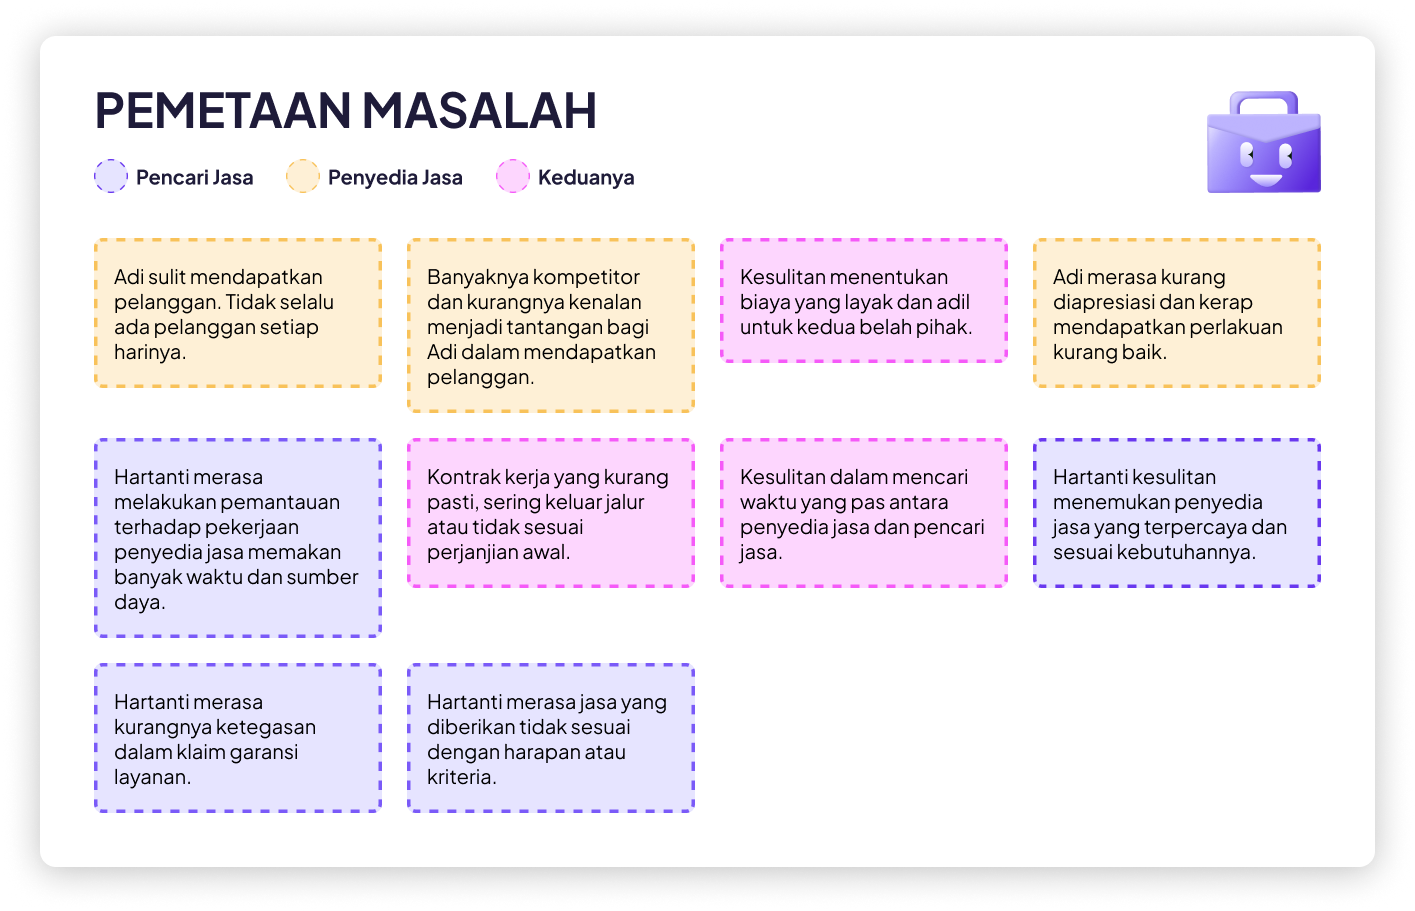 PEMETAAN MASALAH
Pencari Jasa
Penyedia Jasa
Keduanya
Adi sulit mendapatkan
pelanggan. Tidak selalu
ada pelanggan setiap
harinya.
Banyaknya kompetitor
dan kurangnya kenalan
menjadi tantangan bagi
Adi dalam mendapatkan
pelanggan.
Kesulitan menentukan
biaya yang layak dan adil
untuk kedua belah pihak.
Adi merasa kurang
diapresiasi dan kerap
mendapatkan perlakuan
kurang baik.
Hartanti merasa
melakukan pemantauan
terhadap pekerjaan
penyedia jasa memakan
banyak waktu dan sumber
daya.
Kontrak kerja yang kurang
pasti, sering keluar jalur
atau tidak sesuai
perjanjian awal.
Kesulitan dalam mencari
waktu yang pas antara
penyedia jasa dan pencari
jasa.
Hartanti kesulitan
menemukan penyedia
jasa yang terpercaya dan
sesuai kebutuhannya.
Hartanti merasa
kurangnya ketegasan
dalam klaim garansi
layanan.
Hartanti merasa jasa yang
diberikan tidak sesuai
dengan harapan atau
kriteria.